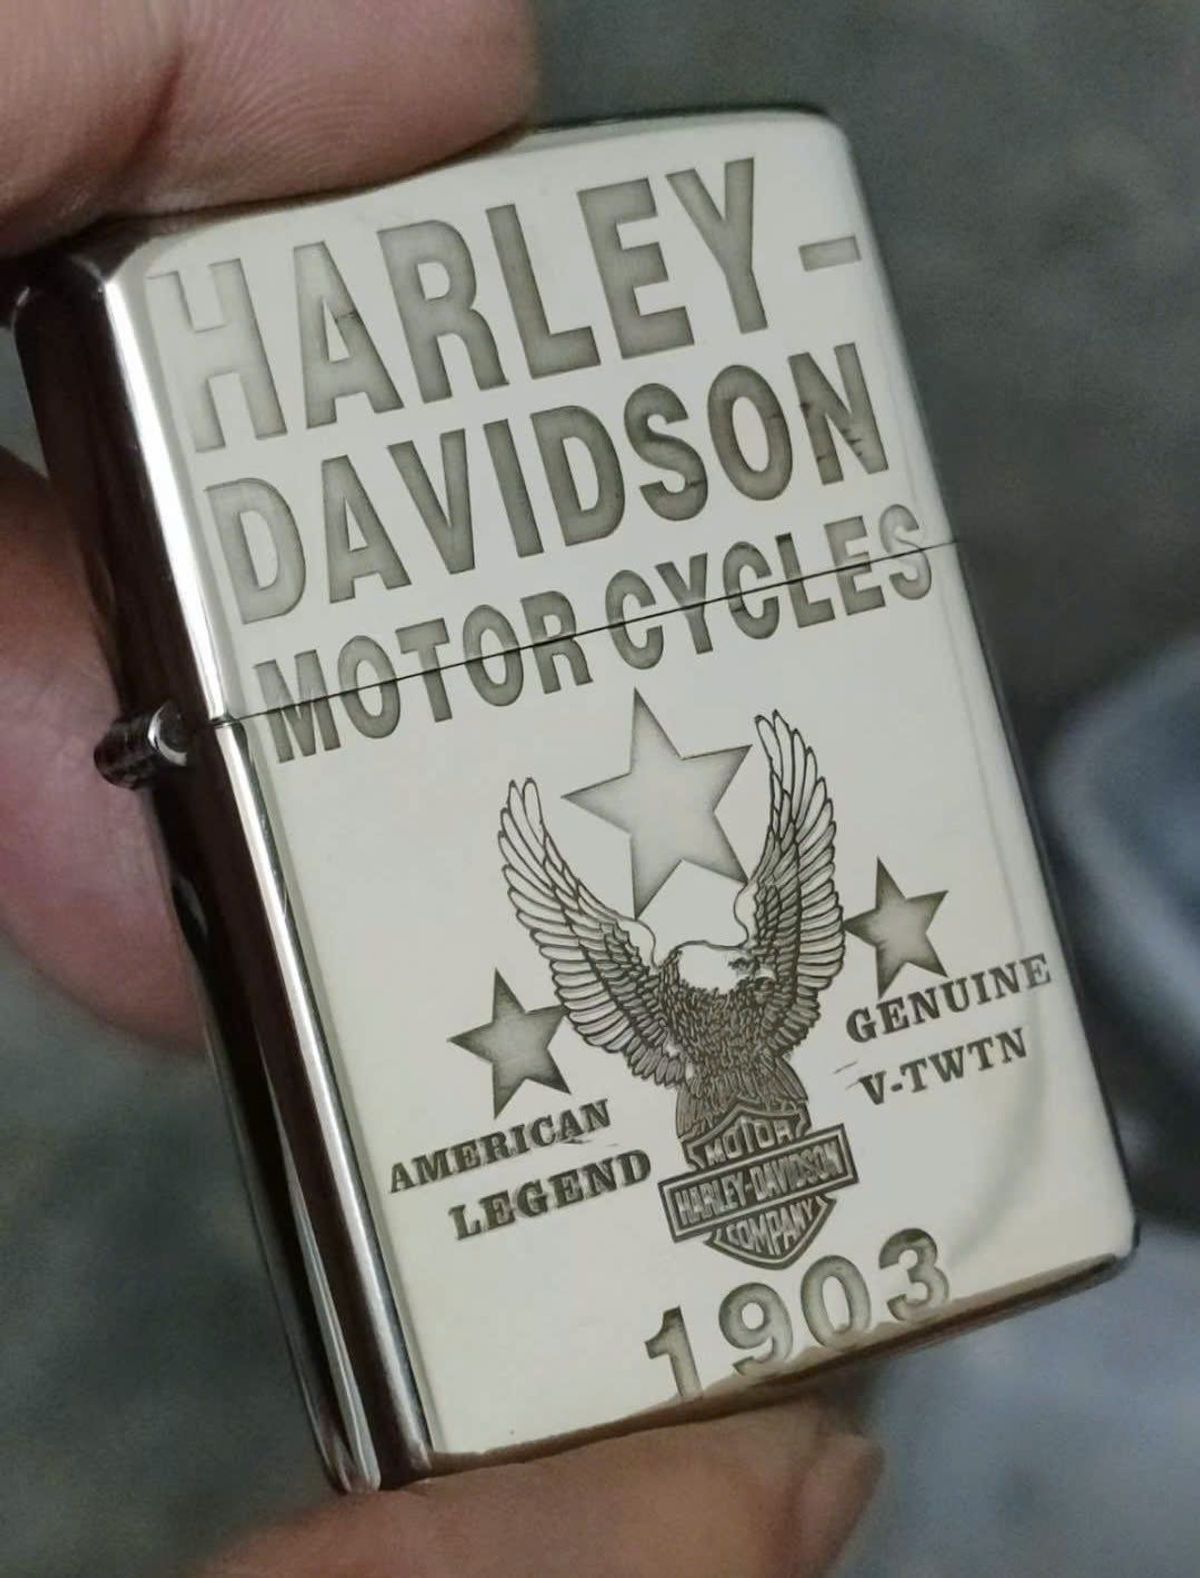 HARLEY-
DAVIDSON
MOTOR CYCLES
GENUINE
V-TWTN
AMERICAN
LEGEND
MOTOR
HARLEY-DAVIDSON
COMPANY
1903